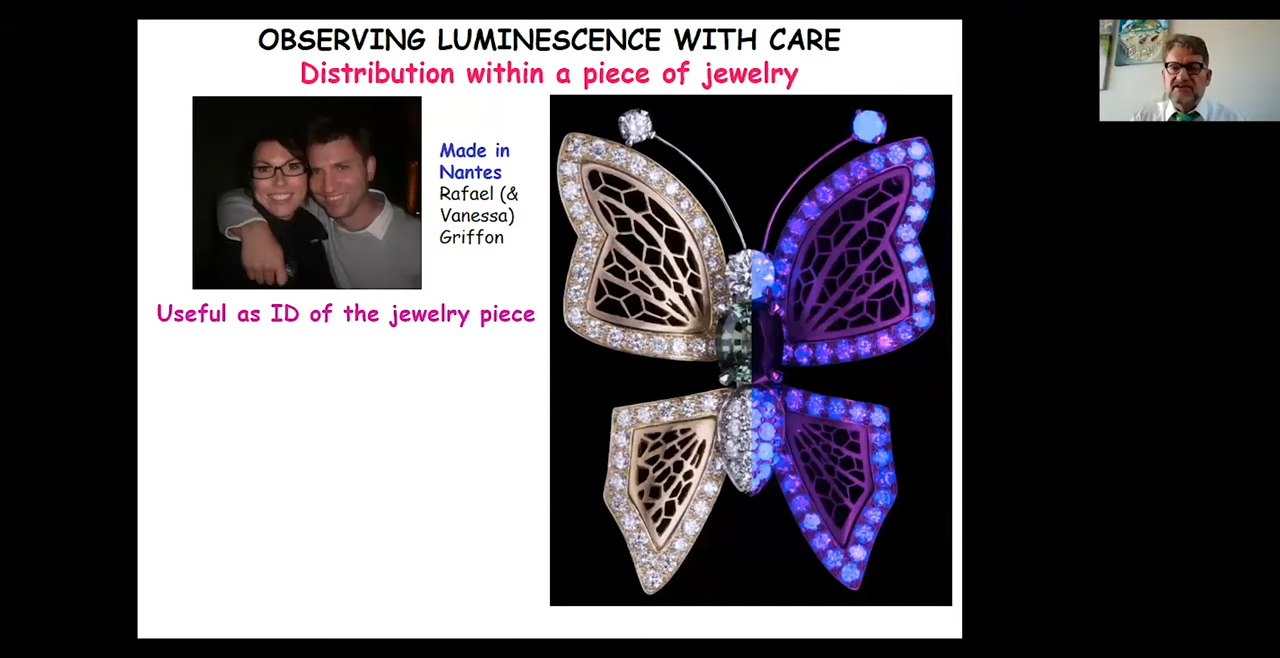 OBSERVING LUMINESCENCE WITH CARE
Distribution within a piece of jewelry
Made in
Nantes
Rafael (&
Vanessa)
Griffon
Useful as ID of the jewelry piece